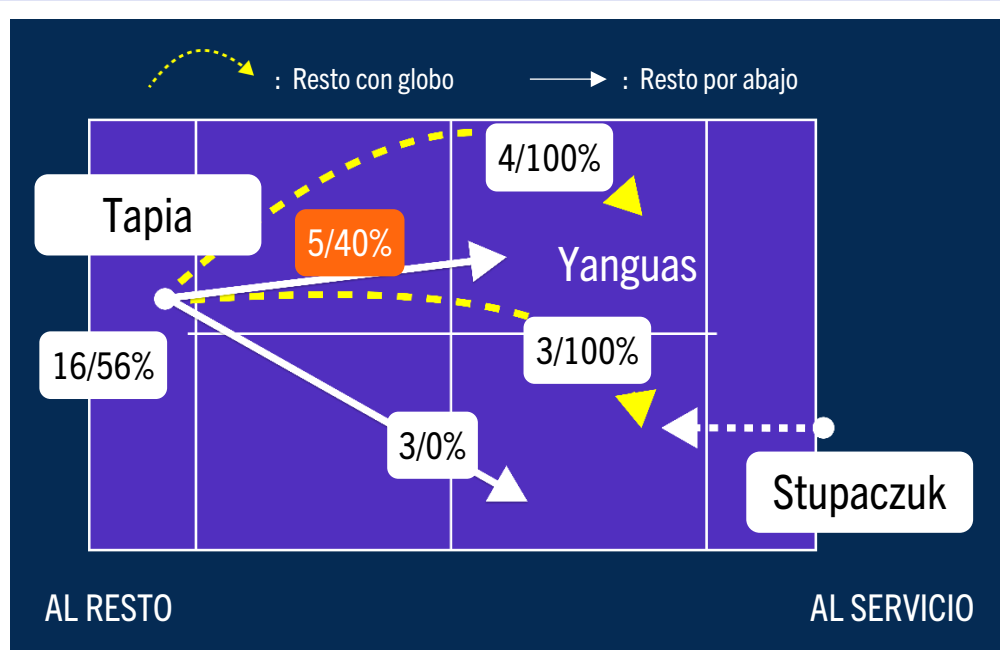 : Resto con globo
: Resto por abajo
4/100%
Tapia
5/40%
Yanguas
3/100%
16/56%
3/0%
Stupaczuk
AL RESTO
AL SERVICIO